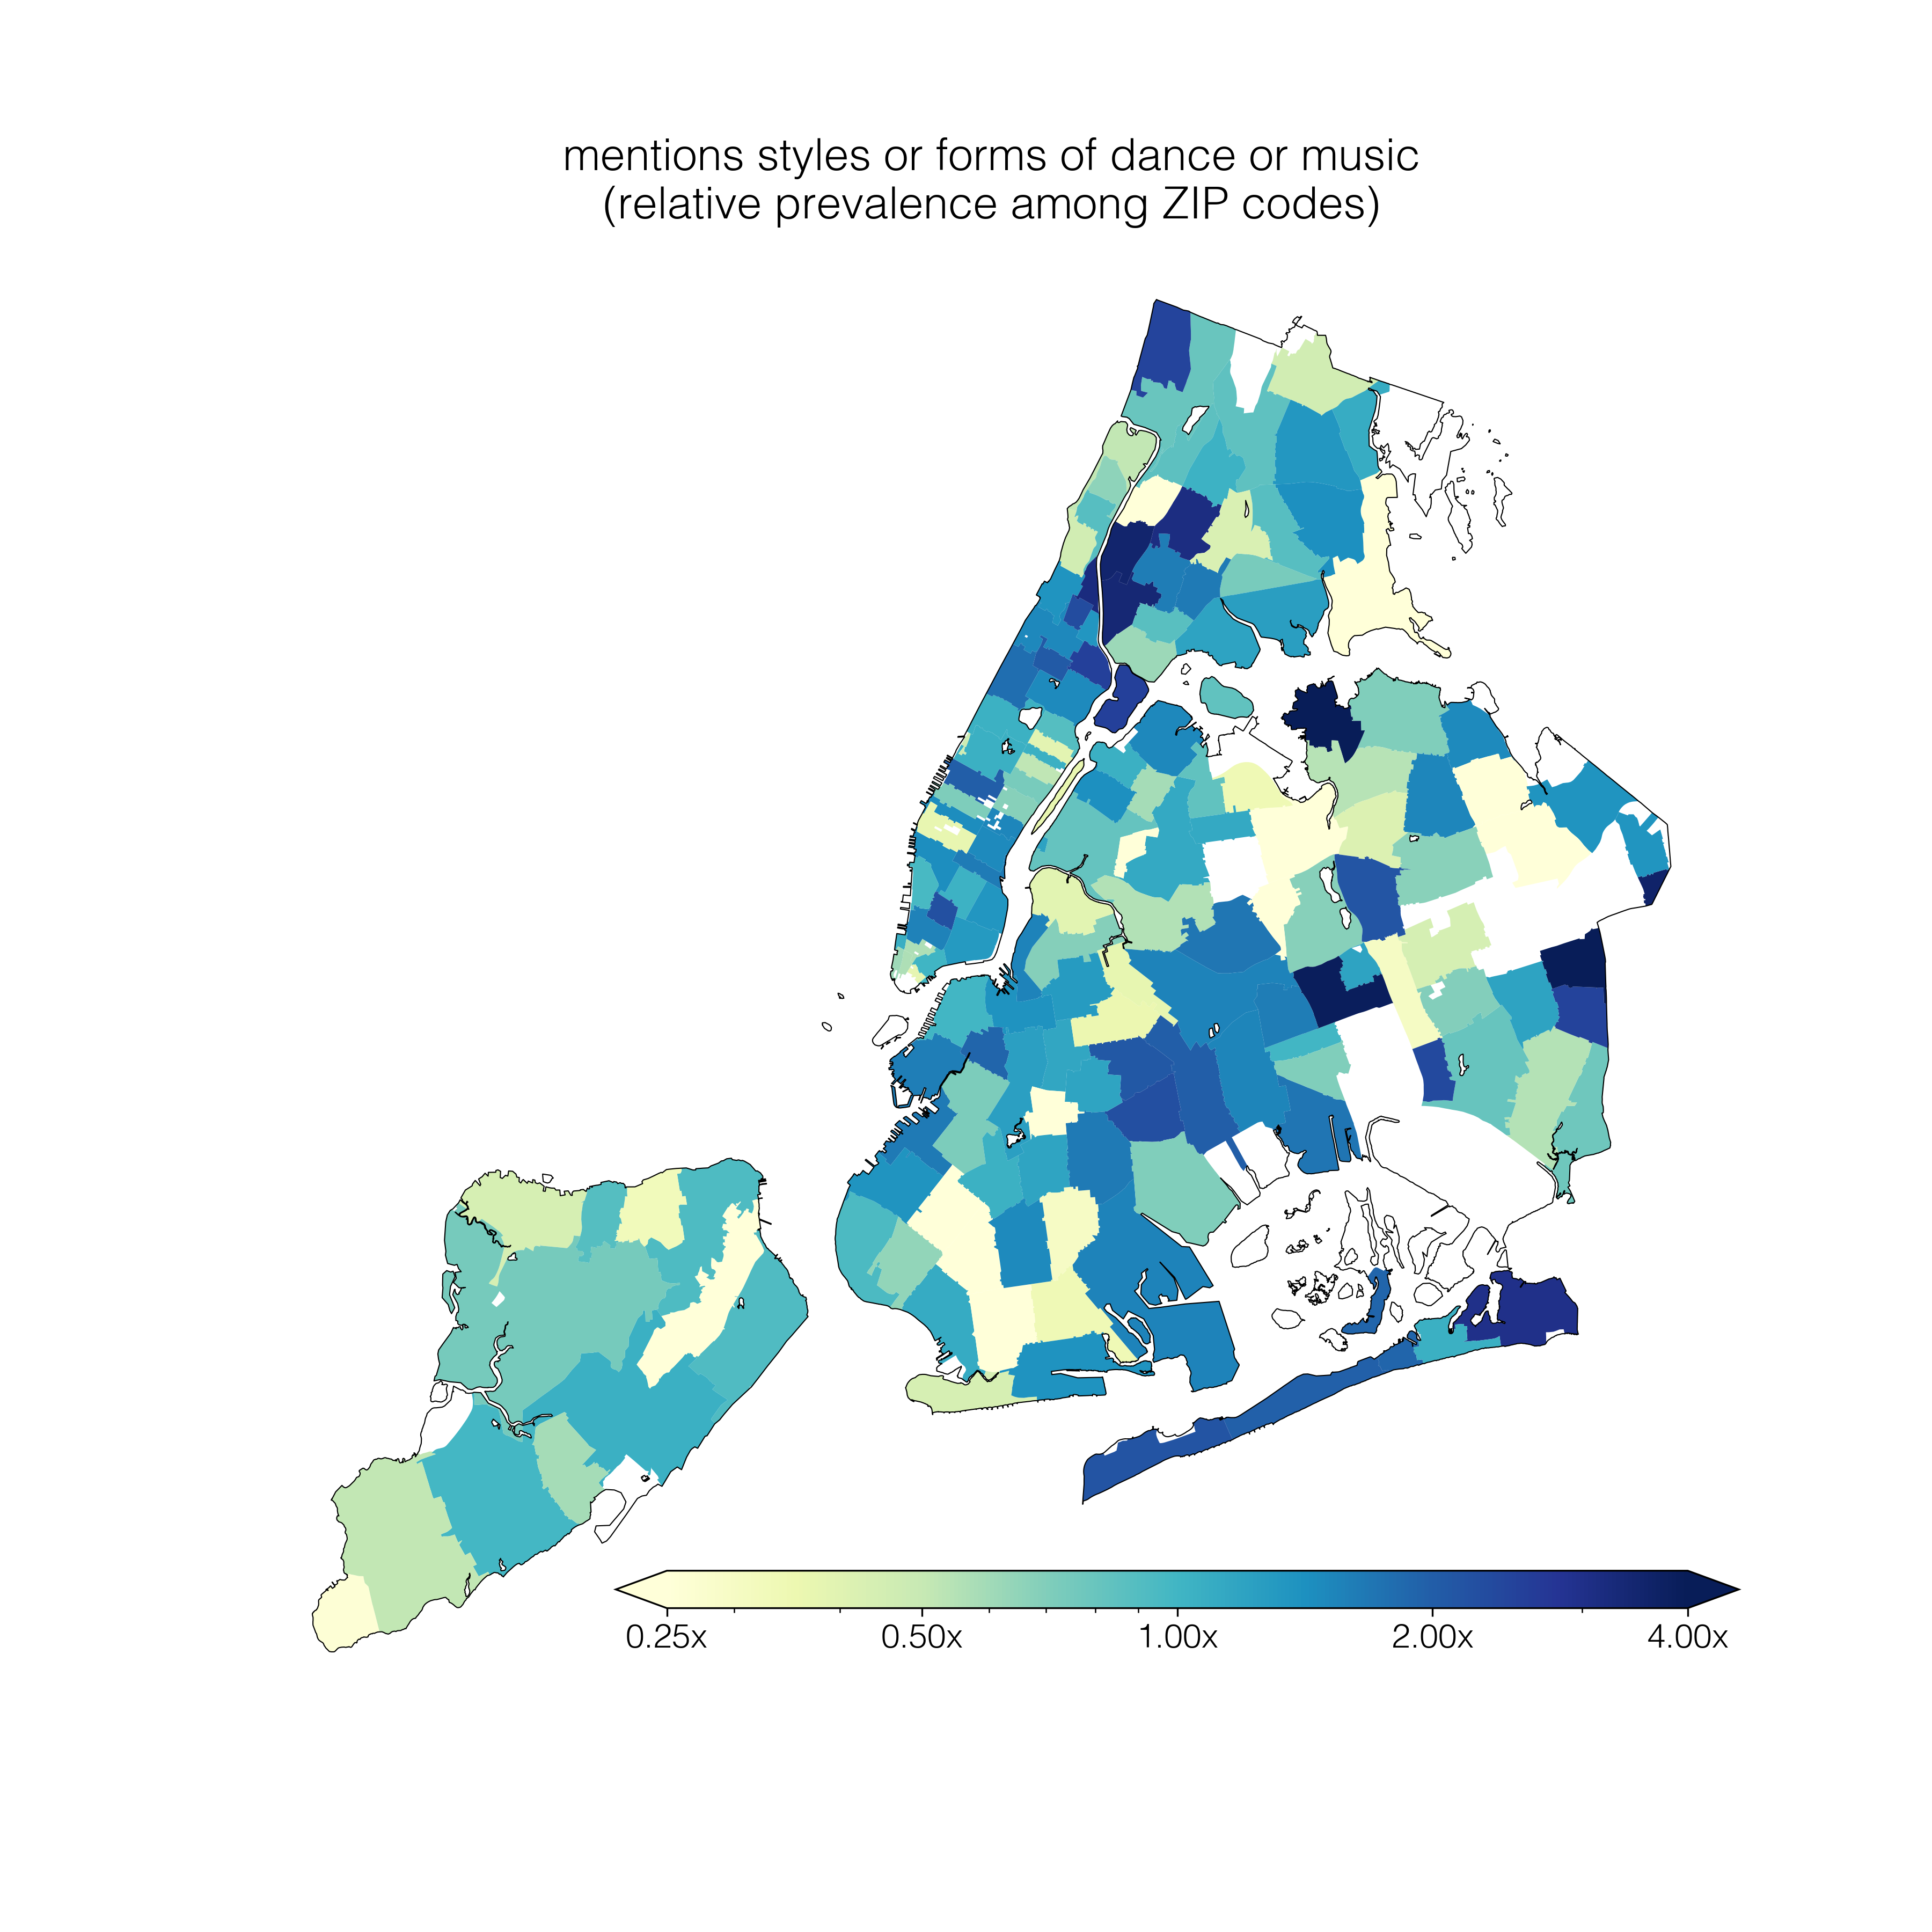 mentions styles or forms of dance or music
(relative prevalence among ZIP codes)
0.25x 0.50x 1.00x 2.00x 4.00x